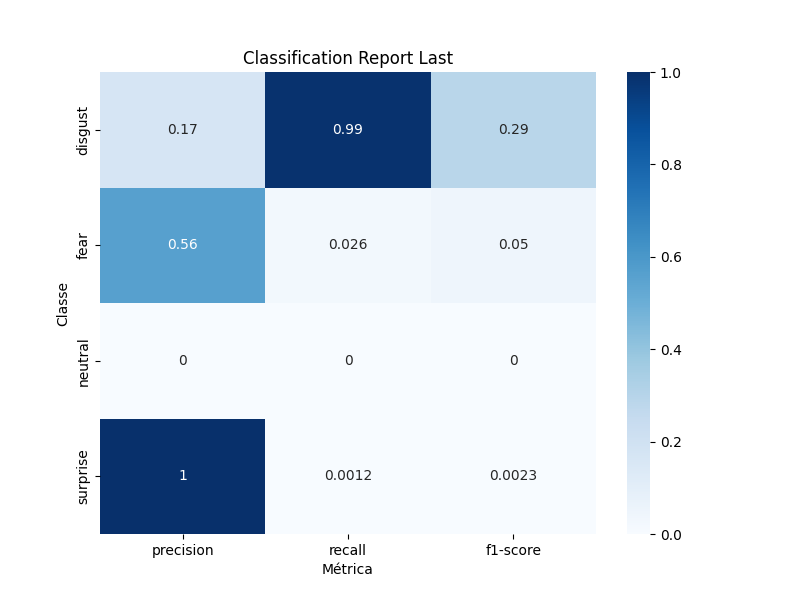 Classification Report Last
disgust 0.17 0.99 0.29
fear 0.56 0.026 0.05
neutral 0 0 0
surprise 1 0.0012 0.0023
precision recall f1-score
Métrica
Classe
1.0
0.8
0.6
0.4
0.2
0.0